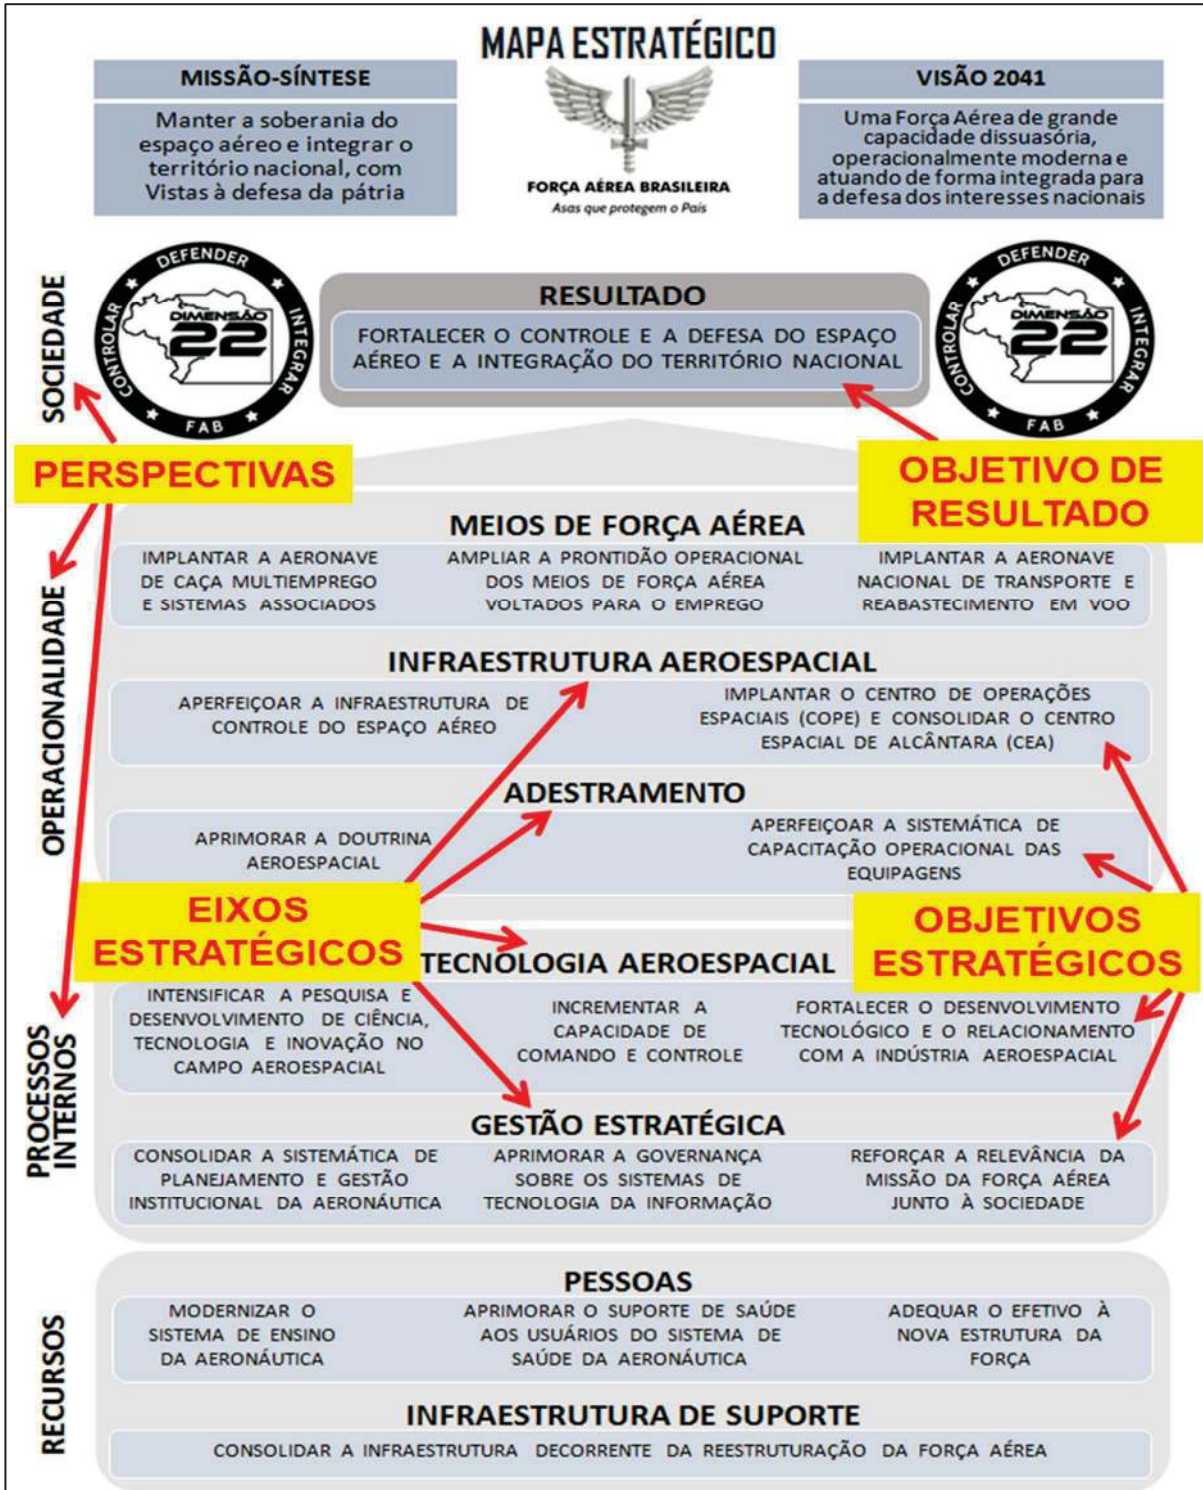 MAPA ESTRATÉGICO
MISSÃO-SÍNTESE
Manter a soberania do
espaço aéreo e integrar o
território nacional, com
Vistas à defesa da pátria
FORÇA AÉREA BRASILEIRA
Asas que protegem o País
VISÃO 2041
Uma Força Aérea de grande
capacidade dissuasória,
operacionalmente moderna e
atuando de forma integrada para
a defesa dos interesses nacionais
SOCIEDADE
CONTROLAR ★ DEFENDER ★ INTEGRAR ★ FAB ★
DIMENSÃO
22
RESULTADO
FORTALECER O CONTROLE E A DEFESA DO ESPAÇO
AÉREO E A INTEGRAÇÃO DO TERRITÓRIO NACIONAL
CONTROLAR ★ DEFENDER ★ INTEGRAR ★ FAB ★
DIMENSÃO
22
PERSPECTIVAS
OBJETIVO DE
RESULTADO
OPERACIONALIDADE
MEIOS DE FORÇA AÉREA
IMPLANTAR A AERONAVE
DE CAÇA MULTIEMPREGO
E SISTEMAS ASSOCIADOS
AMPLIAR A PRONTIDÃO OPERACIONAL
DOS MEIOS DE FORÇA AÉREA
VOLTADOS PARA O EMPREGO
IMPLANTAR A AERONAVE
NACIONAL DE TRANSPORTE E
REABASTECIMENTO EM VOO
INFRAESTRUTURA AEROESPACIAL
APERFEIÇOAR A INFRAESTRUTURA DE
CONTROLE DO ESPAÇO AÉREO
IMPLANTAR O CENTRO DE OPERAÇÕES
ESPACIAIS (COPE) E CONSOLIDAR O CENTRO
ESPACIAL DE ALCÂNTARA (CEA)
ADESTRAMENTO
APRIMORAR A DOUTRINA
AEROESPACIAL
APERFEIÇOAR A SISTEMÁTICA DE
CAPACITAÇÃO OPERACIONAL DAS
EQUIPAGENS
EIXOS
ESTRATÉGICOS
OBJETIVOS
ESTRATÉGICOS
PROCESSOS
INTERNOS
TECNOLOGIA AEROESPACIAL
INTENSIFICAR A PESQUISA E
DESENVOLVIMENTO DE CIÊNCIA,
TECNOLOGIA E INOVAÇÃO NO
CAMPO AEROESPACIAL
INCREMENTAR A
CAPACIDADE DE
COMANDO E CONTROLE
FORTALECER O DESENVOLVIMENTO
TECNOLÓGICO E O RELACIONAMENTO
COM A INDÚSTRIA AEROESPACIAL
GESTÃO ESTRATÉGICA
CONSOLIDAR A SISTEMÁTICA DE
PLANEJAMENTO E GESTÃO
INSTITUCIONAL DA AERONÁUTICA
APRIMORAR A GOVERNANÇA
SOBRE OS SISTEMAS DE
TECNOLOGIA DA INFORMAÇÃO
REFORÇAR A RELEVÂNCIA DA
MISSÃO DA FORÇA AÉREA
JUNTO À SOCIEDADE
RECURSOS
PESSOAS
MODERNIZAR O
SISTEMA DE ENSINO
DA AERONÁUTICA
APRIMORAR O SUPORTE DE SAÚDE
AOS USUÁRIOS DO SISTEMA DE
SAÚDE DA AERONÁUTICA
ADEQUAR O EFETIVO À
NOVA ESTRUTURA DA
FORÇA
INFRAESTRUTURA DE SUPORTE
CONSOLIDAR A INFRAESTRUTURA DECORRENTE DA REESTRUTURAÇÃO DA FORÇA AÉREA